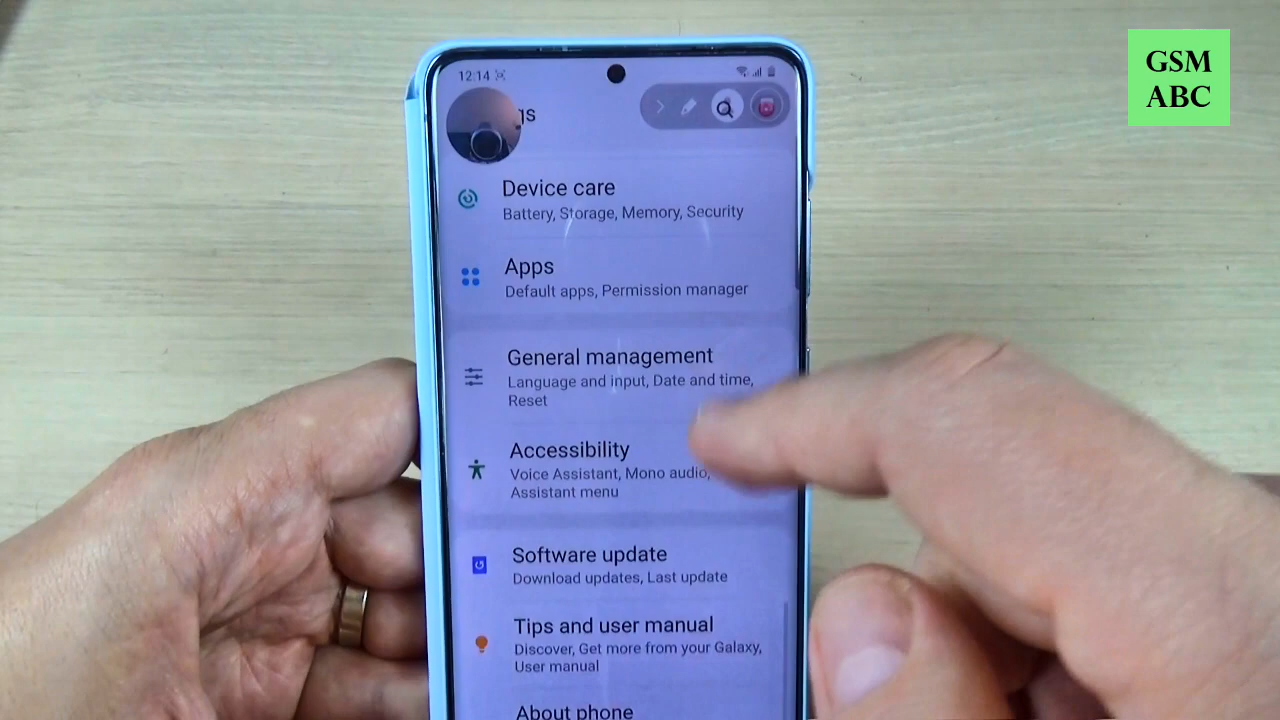 GSM
ABC
12:14
gs
Device care
Battery, Storage, Memory, Security
Apps
Default apps, Permission manager
General management
Language and input, Date and time,
Reset
Accessibility
Voice Assistant, Mono audio,
Assistant menu
Software update
Download updates, Last update
Tips and user manual
Discover, Get more from your Galaxy,
User manual
About phone